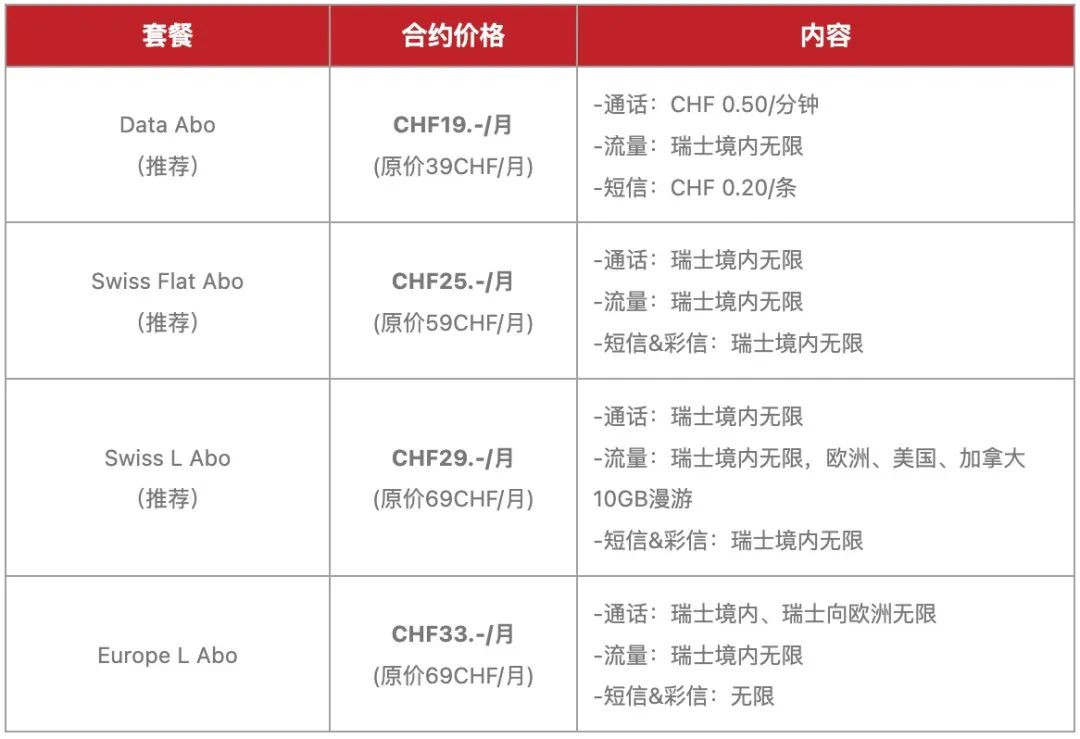 套餐
合约价格
内容
Data Abo
（推荐）
CHF19.-/月
(原价39CHF/月)
-通话：CHF 0.50/分钟
-流量：瑞士境内无限
-短信：CHF 0.20/条
Swiss Flat Abo
（推荐）
CHF25.-/月
(原价59CHF/月)
-通话：瑞士境内无限
-流量：瑞士境内无限
-短信&彩信：瑞士境内无限
Swiss L Abo
（推荐）
CHF29.-/月
(原价69CHF/月)
-通话：瑞士境内无限
-流量：瑞士境内无限，欧洲、美国、加拿大
10GB漫游
-短信&彩信：瑞士境内无限
Europe L Abo
CHF33.-/月
(原价69CHF/月)
-通话：瑞士境内、瑞士向欧洲无限
-流量：瑞士境内无限
-短信&彩信：无限